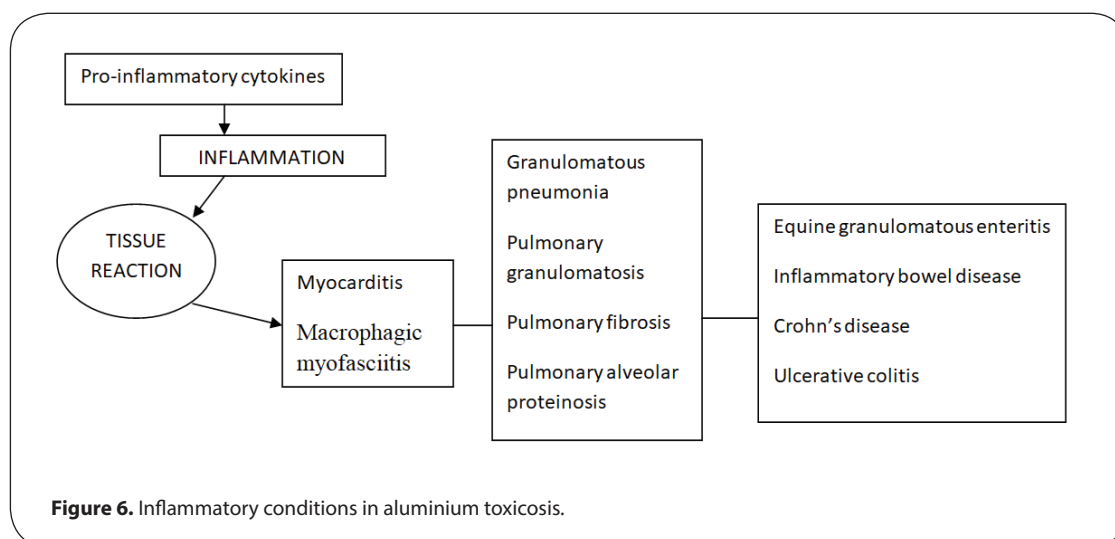 Pro-inflammatory cytokines
INFLAMMATION
TISSUE
REACTION
Myocarditis
Macrophagic
myofasciitis
Granulomatous
pneumonia
Pulmonary
granulomatosis
Pulmonary fibrosis
Pulmonary alveolar
proteinosis
Equine granulomatous enteritis
Inflammatory bowel disease
Crohn’s disease
Ulcerative colitis
Figure 6. Inflammatory conditions in aluminium toxicosis.